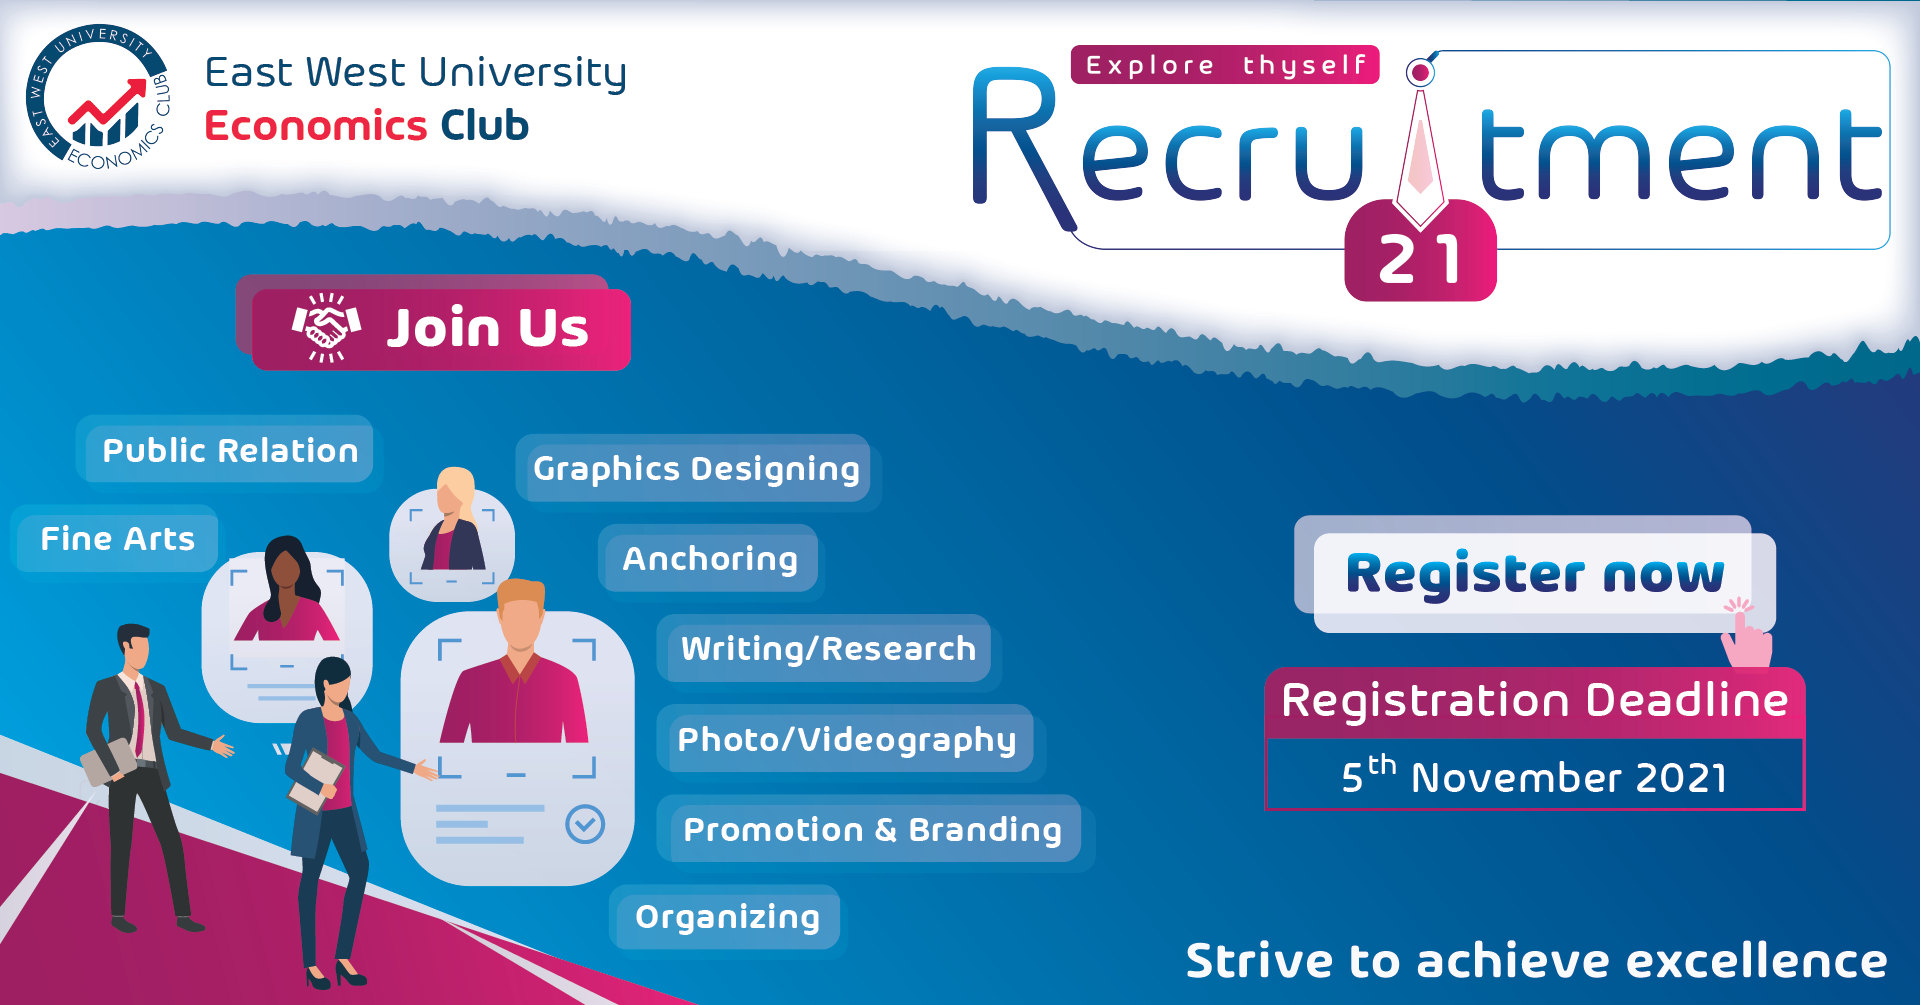 EAST WEST UNIVERSITY
ECONOMICS CLUB
East West University
Economics Club
Explore thyself
Recruitment
21
Join Us
Public Relation
Graphics Designing
Fine Arts
Anchoring
Writing/Research
Photo/Videography
Promotion & Branding
Organizing
Register now
Registration Deadline
5th November 2021
Strive to achieve excellence